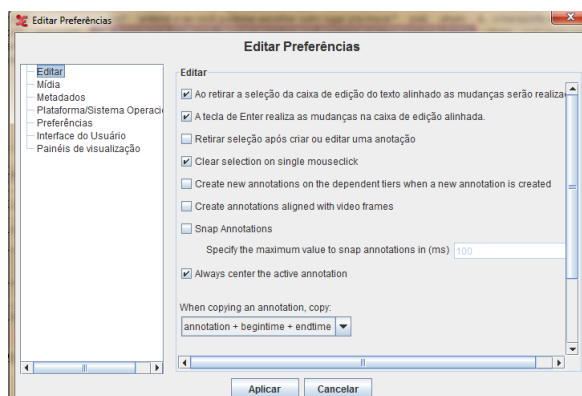 Editar Preferências
Editar Preferências
Editar
Mídia
Metadados
Plataforma/Sistema Operaci
Preferências
Interface do Usuário
Painéis de visualização
Editar
Ao retirar a seleção da caixa de edição do texto alinhado as mudanças serão realiza
A tecla de Enter realiza as mudanças na caixa de edição alinhada.
Retirar seleção após criar ou editar uma anotação
Clear selection on single mouseclick
Create new annotations on the dependent tiers when a new annotation is created
Create annotations aligned with video frames
Snap Annotations
Specify the maximum value to snap annotations in (ms) 100
Always center the active annotation
When copying an annotation, copy:
annotation + begintime + endtime
Aplicar Cancelar